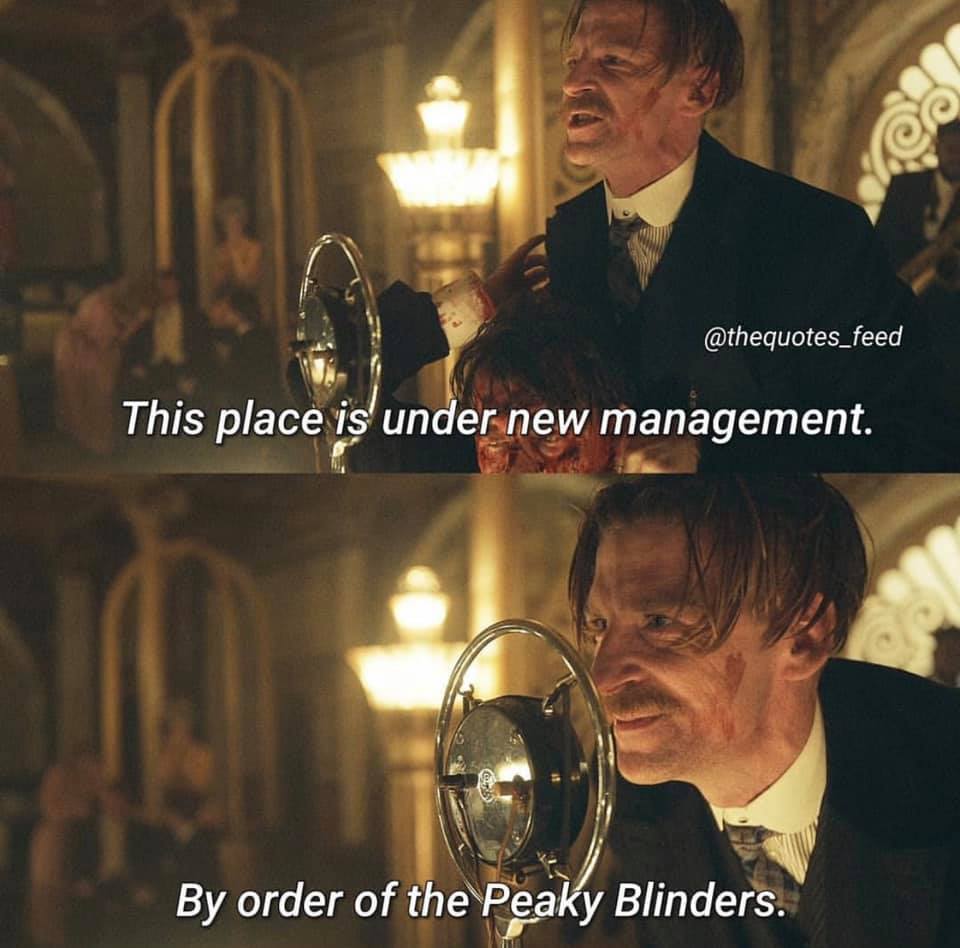 @thequotes_feed
This place is under new management.
By order of the Peaky Blinders.